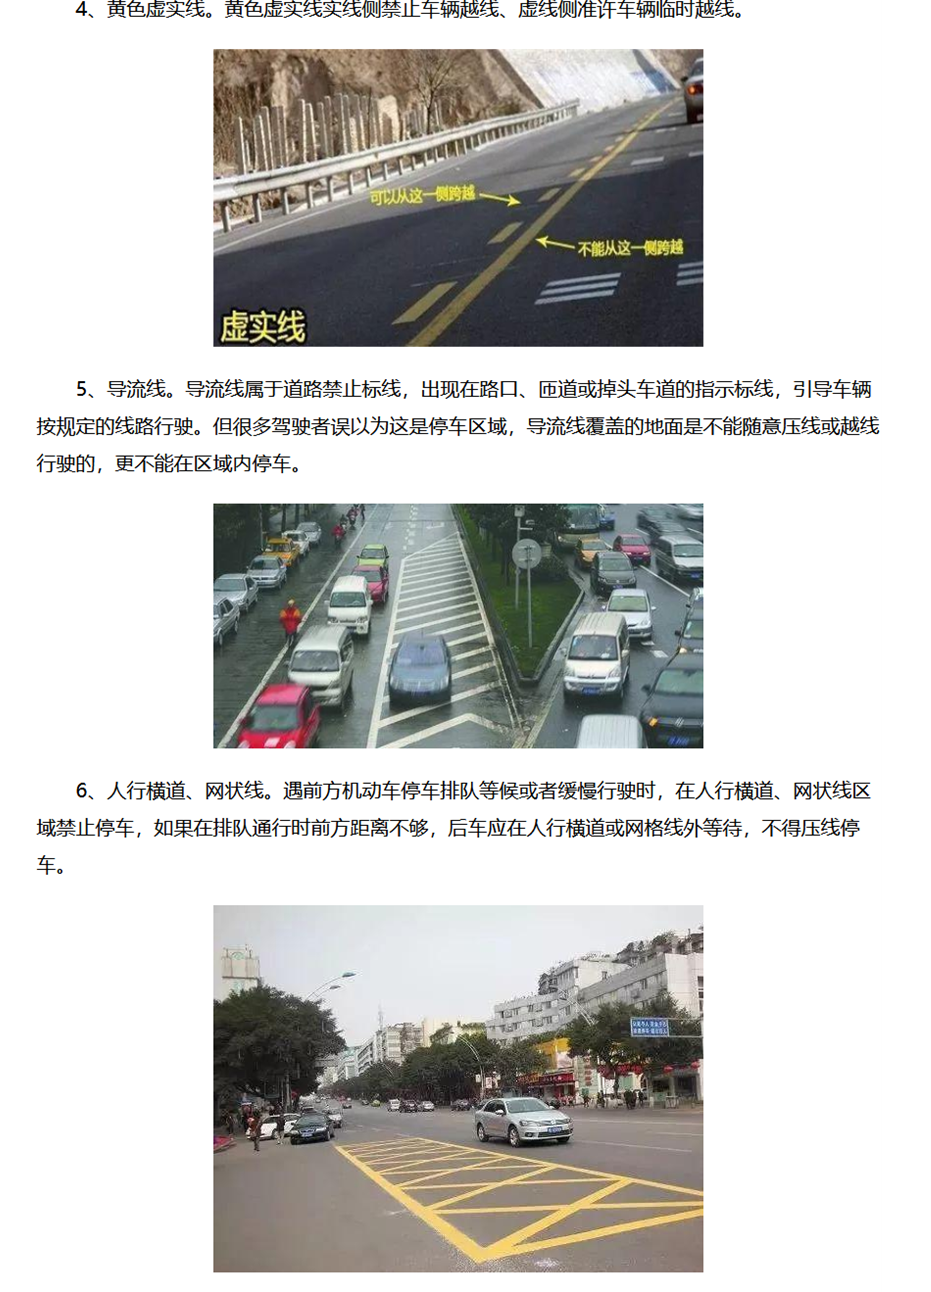 4、黄色虚实线。黄色虚实线实线侧禁止车辆越线、虚线侧准许车辆临时越线。
可以从这一侧跨越
不能从这一侧跨越
虚实线
5、导流线。导流线属于道路禁止标线，出现在路口、匝道或掉头车道的指示标线，引导车辆
按规定的线路行驶。但很多驾驶者误以为这是停车区域，导流线覆盖的地面是不能随意压线或越线
行驶的，更不能在区域内停车。
6、人行横道、网状线。遇前方机动车停车排队等候或者缓慢行驶时，在人行横道、网状线区
域禁止停车，如果在排队通行时前方距离不够，后车应在人行横道或网格线外等待，不得压线停
车。